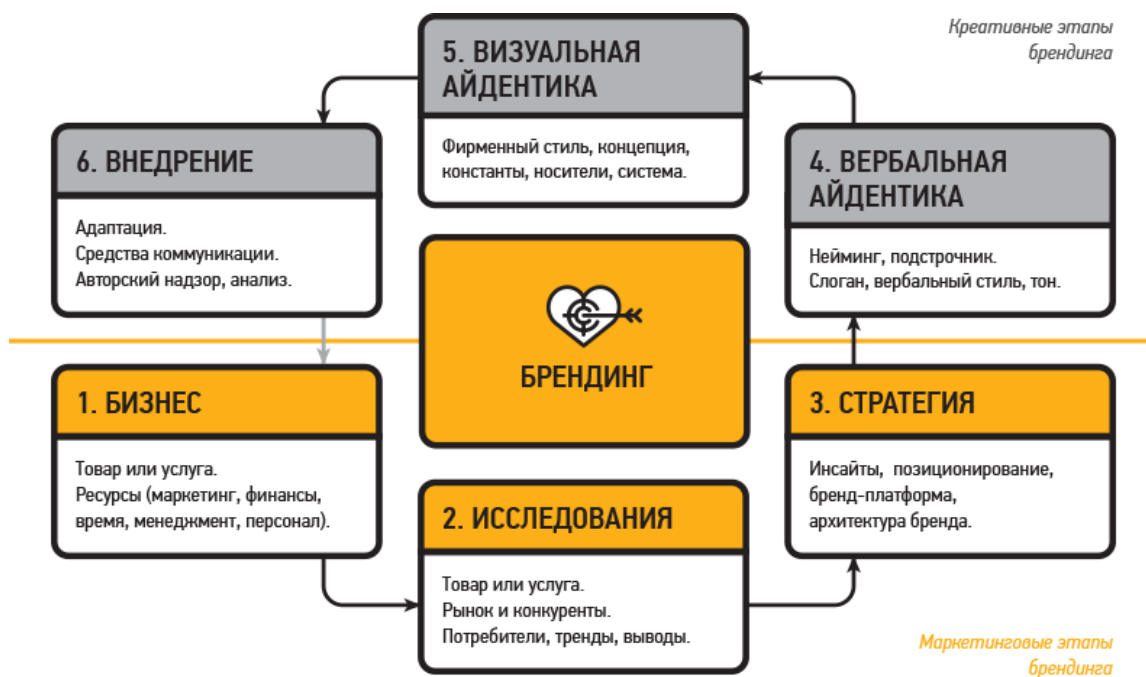 Креативные этапы
брендинга
5. ВИЗУАЛЬНАЯ
АЙДЕНТИКА
Фирменный стиль, концепция,
константы, носители, система.
6. ВНЕДРЕНИЕ
Адаптация.
Средства коммуникации.
Авторский надзор, анализ.
4. ВЕРБАЛЬНАЯ
АЙДЕНТИКА
Нейминг, подстрочник.
Слоган, вербальный стиль, тон.
БРЕНДИНГ
1. БИЗНЕС
Товар или услуга.
Ресурсы (маркетинг, финансы,
время, менеджмент, персонал).
2. ИССЛЕДОВАНИЯ
Товар или услуга.
Рынок и конкуренты.
Потребители, тренды, выводы.
3. СТРАТЕГИЯ
Инсайты, позиционирование,
бренд-платформа,
архитектура бренда.
Маркетинговые этапы
брендинга